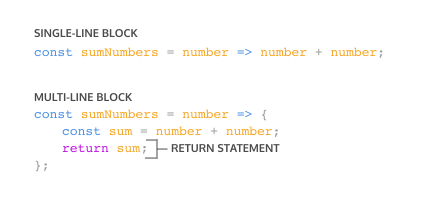 SINGLE-LINE BLOCK
const sumNumbers = number => number + number;
MULTI-LINE BLOCK
const sumNumbers = number => {
    const sum = number + number;
    return sum; RETURN STATEMENT
};